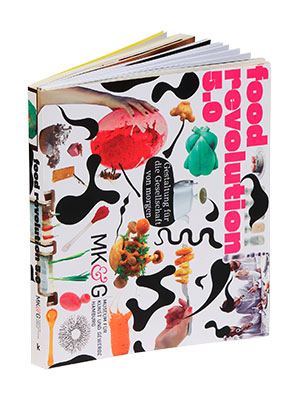 food
revolution
5.0
Gestaltung für
die Gesellschaft
von morgen
MK&G
MUSEUM FÜR
KUNST UND GEWERBE
HAMBURG
food revolution 5.0
MK&G
k